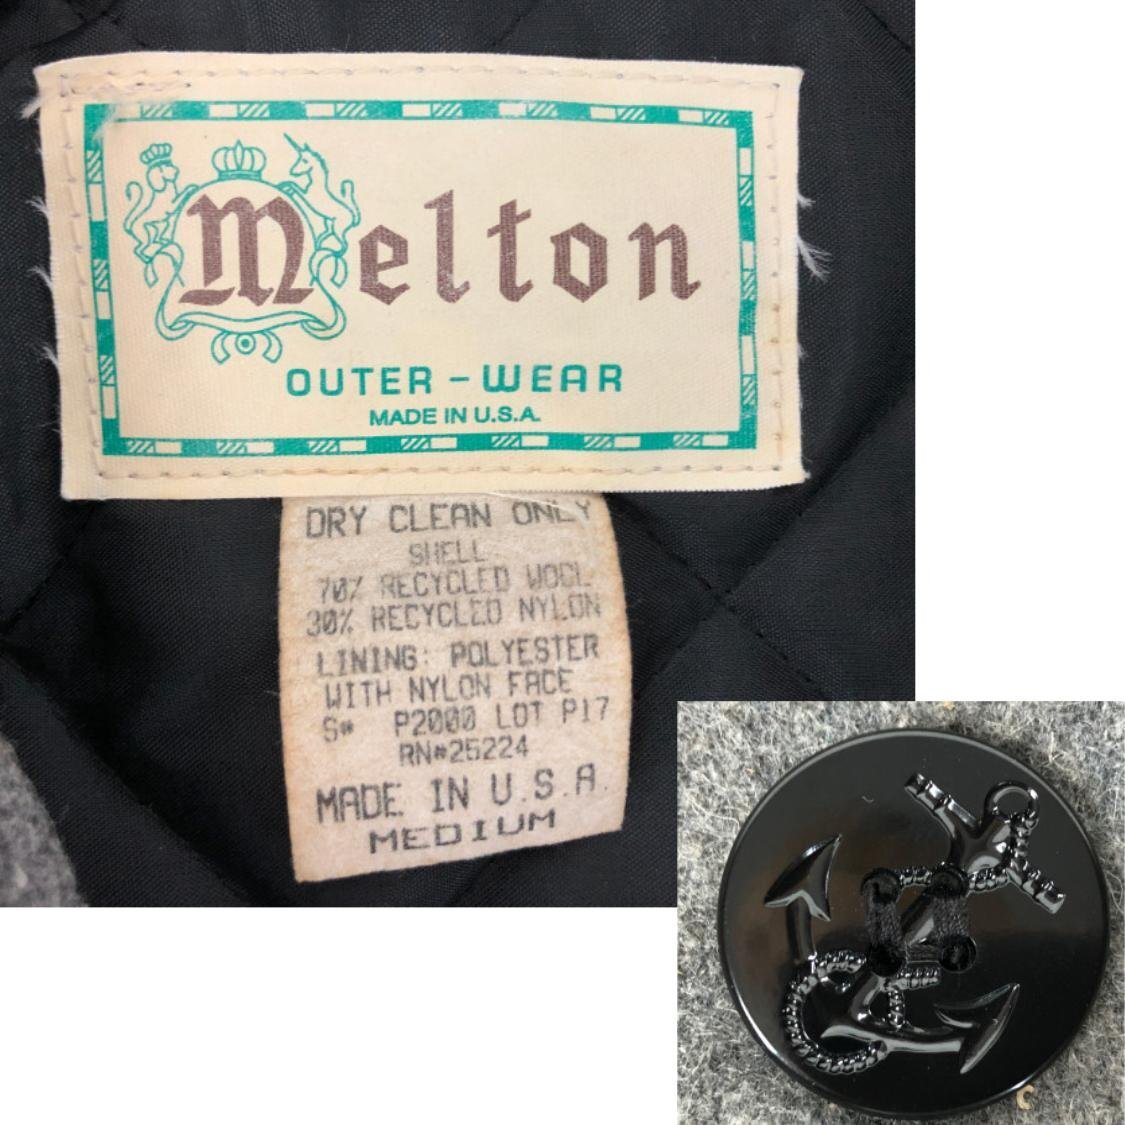 Melton
OUTER-WEAR
MADE IN U.S.A.
DRY CLEAN ONLY
SHELL
70% RECYCLED WOOL
30% RECYCLED NYLON
LINING: POLYESTER
WITH NYLON FACE
S# P2000 LOT P17
RN#25224
MADE IN U.S.A.
MEDIUM